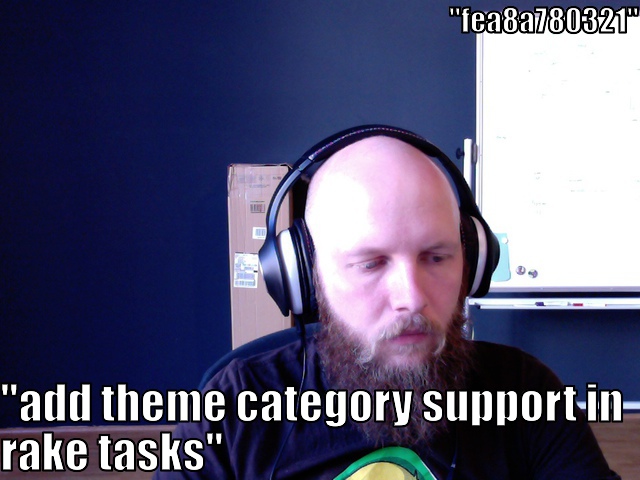 "fea8a780321"
"add theme category support in
rake tasks"